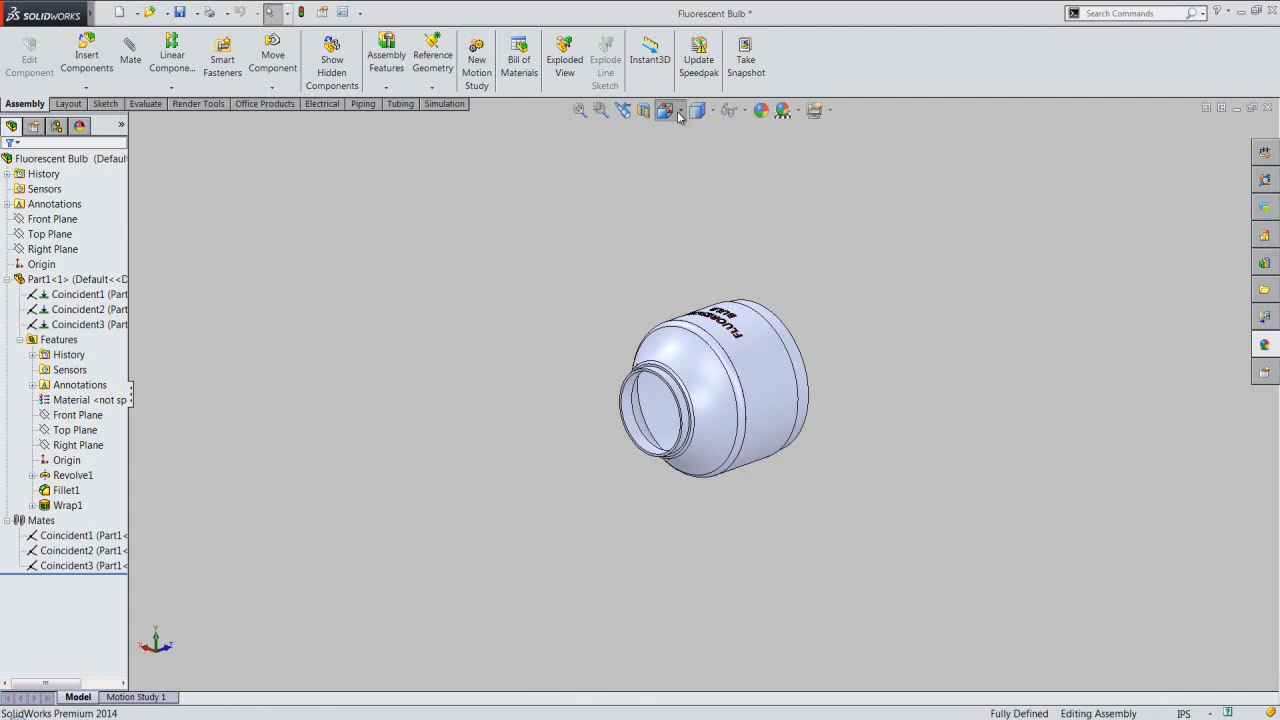 SOLIDWORKS
Fluorescent Bulb *
Search Commands
Edit
Component
Insert
Components
Mate
Linear
Compone...
Smart
Fasteners
Move
Component
Show
Hidden
Components
Assembly
Features
Reference
Geometry
New
Motion
Study
Bill of
Materials
Exploded
View
Explode
Line
Sketch
Instant3D
Update
Speedpak
Take
Snapshot
Assembly Layout Sketch Evaluate Render Tools Office Products Electrical Piping Tubing Simulation
Fluorescent Bulb (Defaul
History
Sensors
Annotations
Front Plane
Top Plane
Right Plane
Origin
Part1<1> (Default<<D
Coincident1 (Part
Coincident2 (Part
Coincident3 (Part
Features
History
Sensors
Annotations
Material <not sp
Front Plane
Top Plane
Right Plane
Origin
Revolve1
Fillet1
Wrap1
Mates
Coincident1 (Part1<
Coincident2 (Part1<
Coincident3 (Part1<
BULB
Y
X
Z
Model Motion Study 1
SolidWorks Premium 2014
Fully Defined Editing Assembly IPS